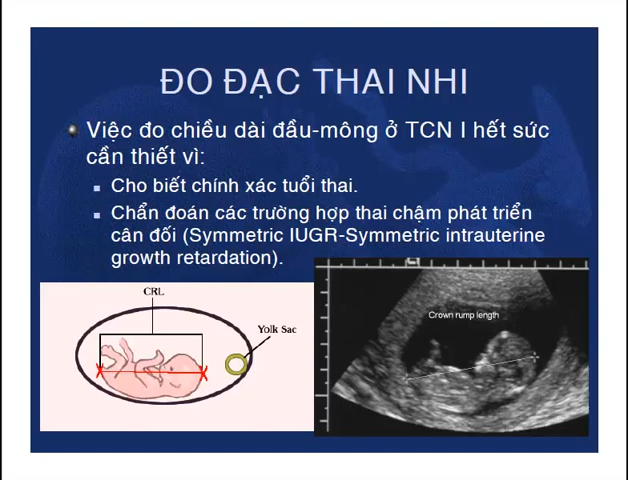 ĐO ĐẠC THAI NHI
Việc đo chiều dài đầu-mông ở TCN I hết sức
cần thiết vì:
Cho biết chính xác tuổi thai.
Chẩn đoán các trường hợp thai chậm phát triển
cân đối (Symmetric IUGR-Symmetric intrauterine
growth retardation).
CRL
Yolk Sac
Crown rump length